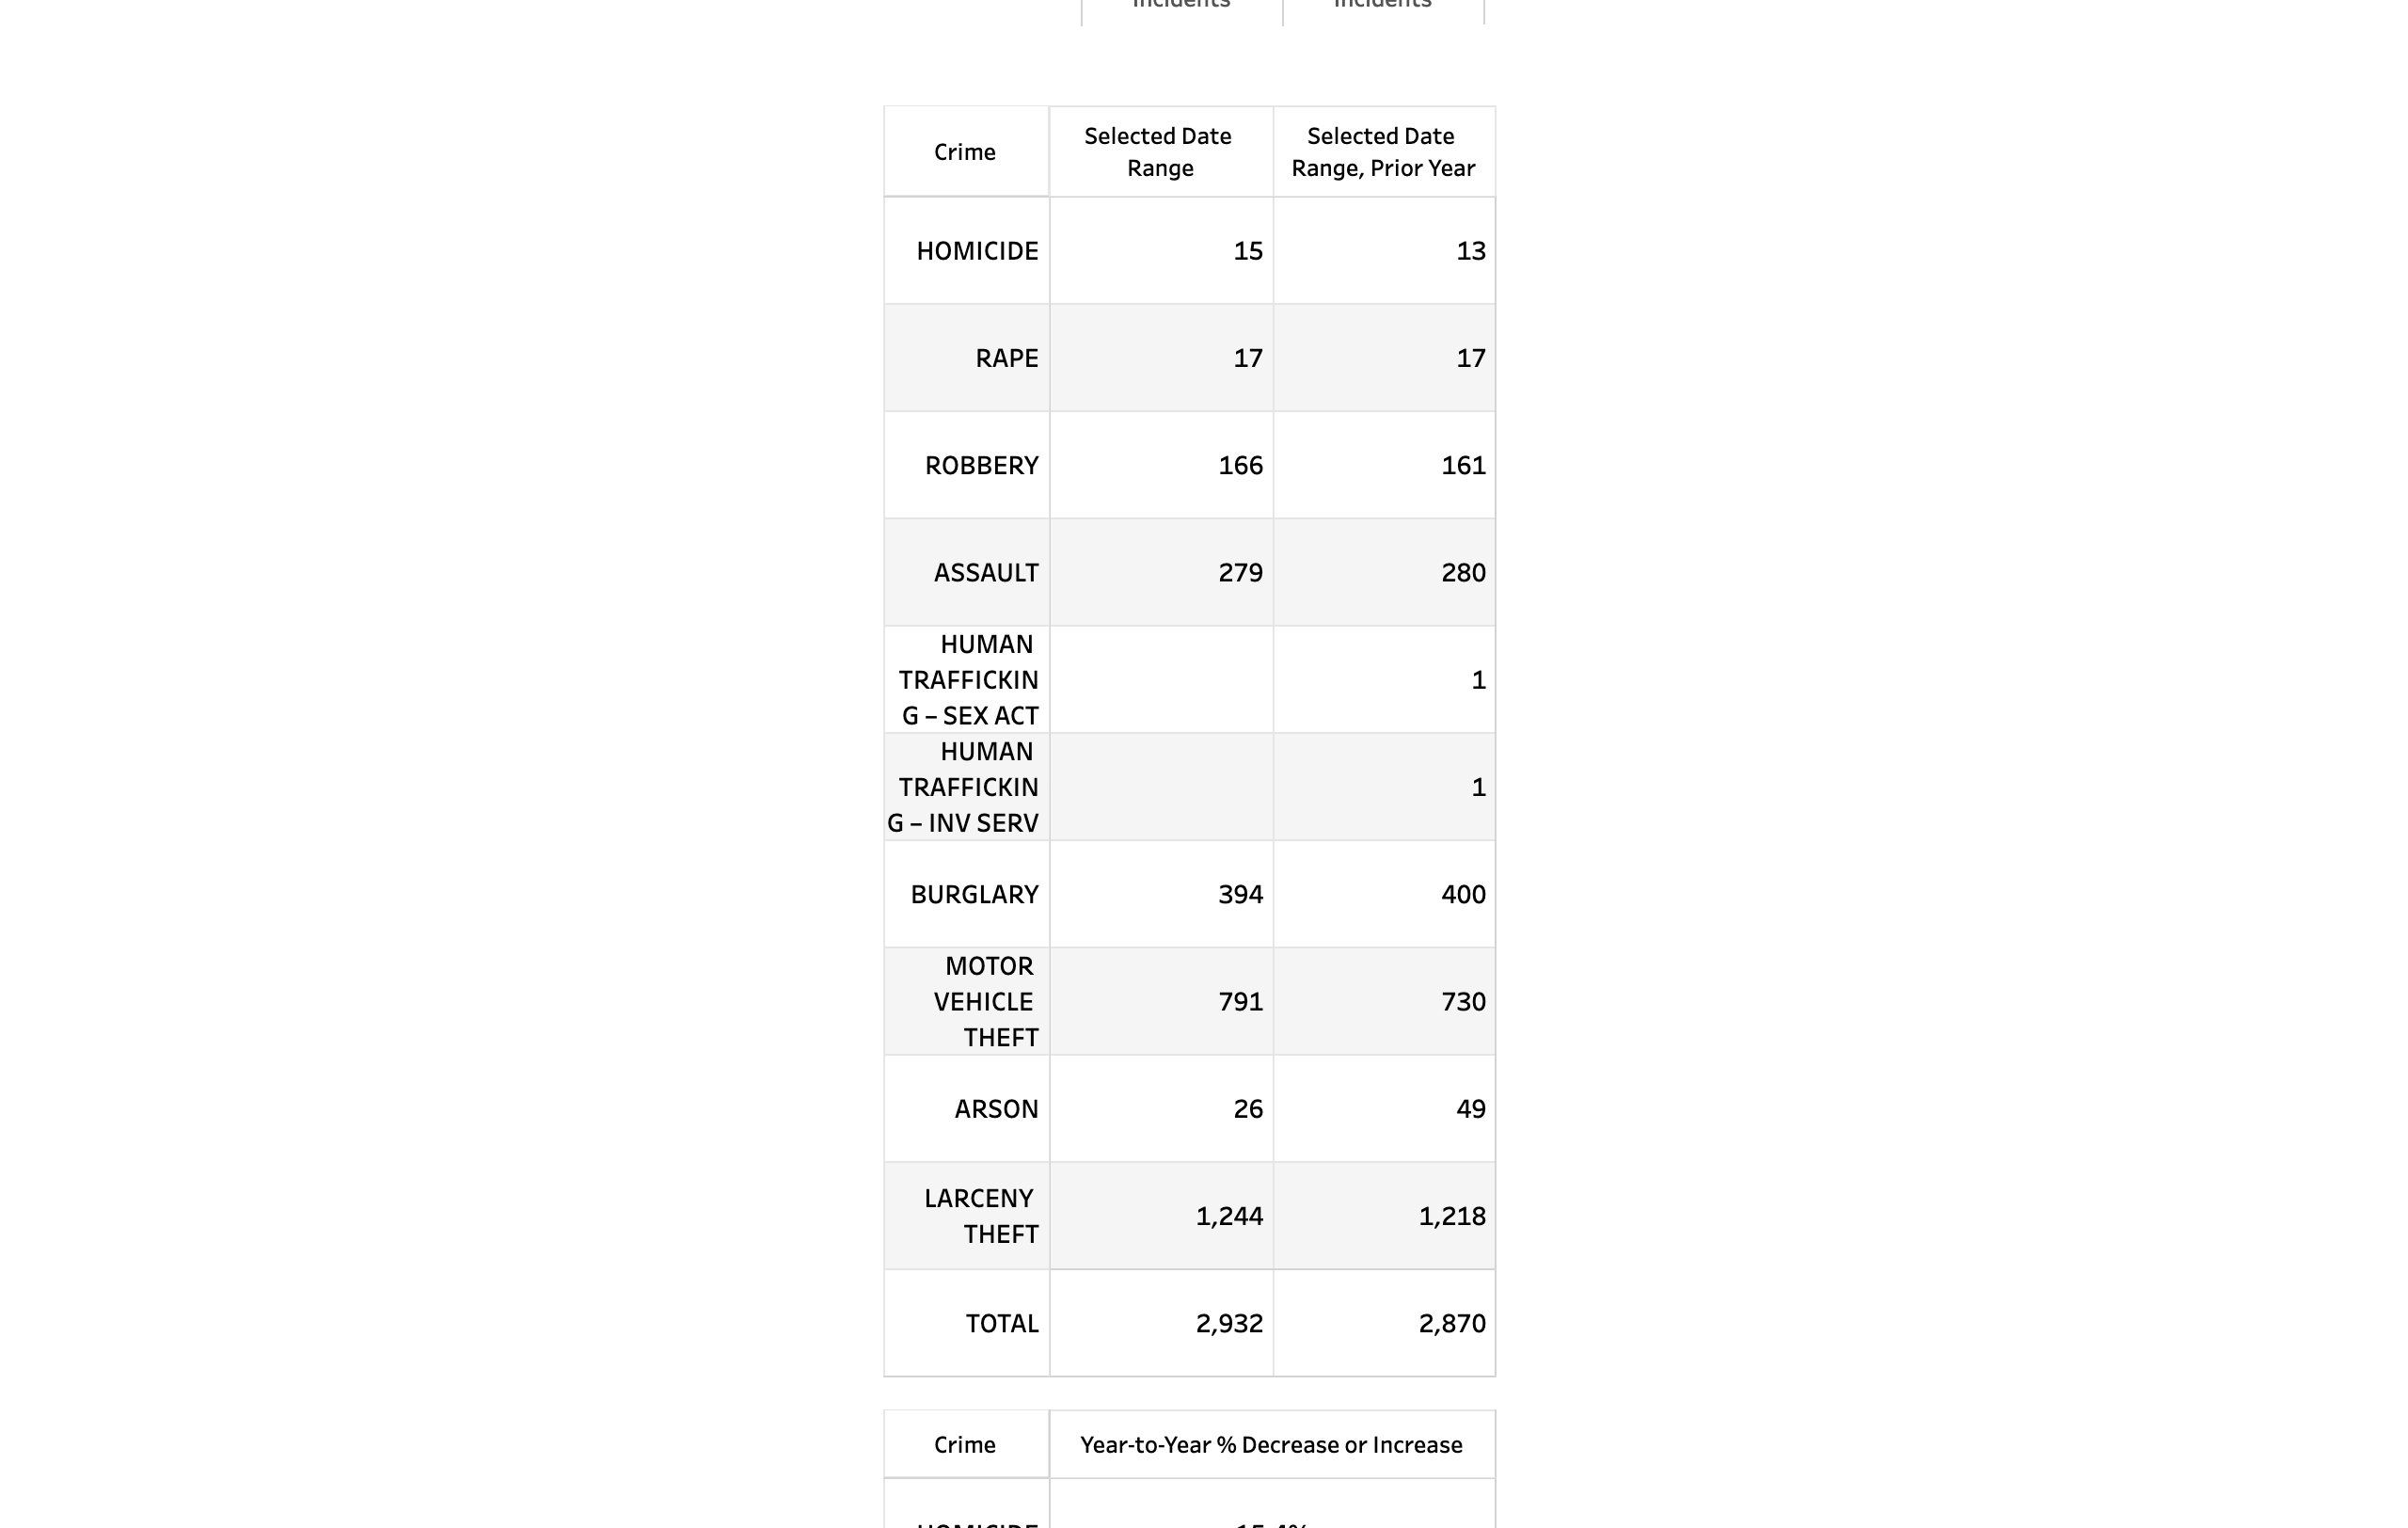 Incidents Incidents
Crime
Selected Date
Range
Selected Date
Range, Prior Year
HOMICIDE 15 13
RAPE 17 17
ROBBERY 166 161
ASSAULT 279 280
HUMAN
TRAFFICKIN
G – SEX ACT
1
HUMAN
TRAFFICKIN
G – INV SERV
1
BURGLARY 394 400
MOTOR
VEHICLE
THEFT
791 730
ARSON 26 49
LARCENY
THEFT
1,244 1,218
TOTAL 2,932 2,870
Crime Year-to-Year % Decrease or Increase
HOMICIDE 15.4%